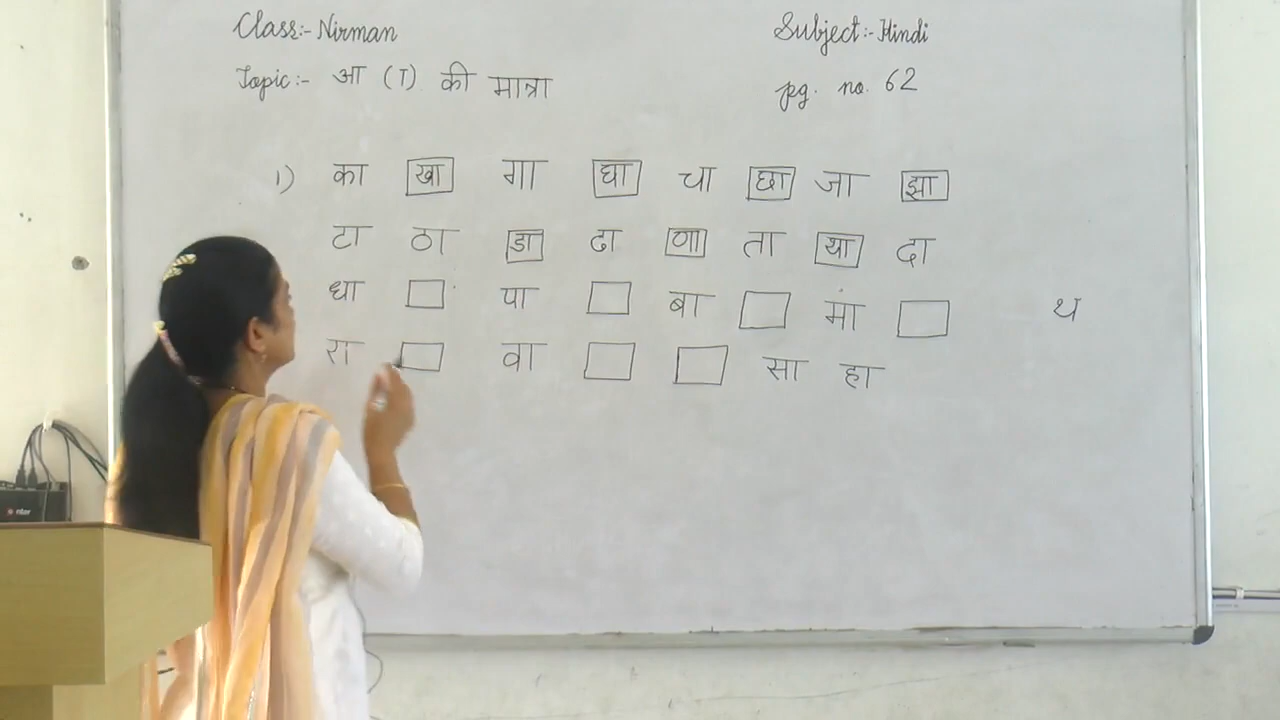 Class:- Nirman Subject:- Hindi
Topic:- आ (ा) की मात्रा pg. no. 62
1) का खा गा घा चा छा जा झा
टा ठा डा ढा णा ता था दा
धा पा बा मां थ
रा वा सा हा